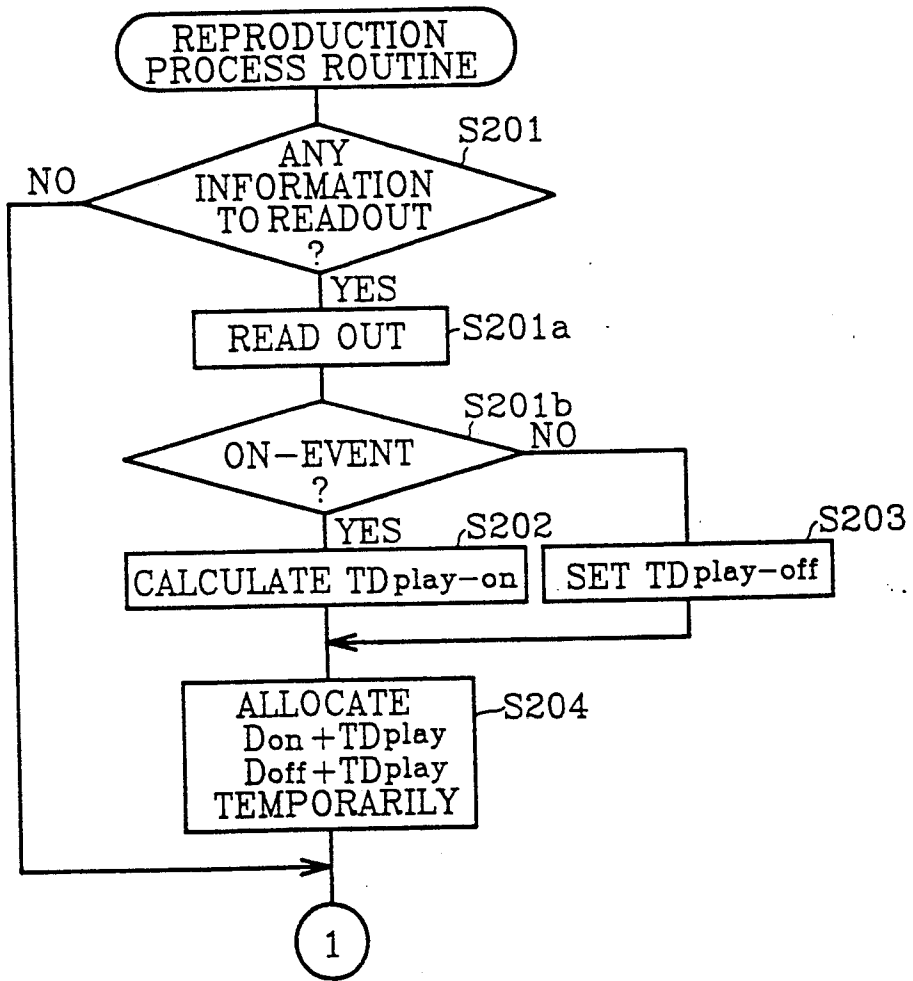 REPRODUCTION
PROCESS ROUTINE
S201
ANY
INFORMATION
TO READOUT
?
NO
YES
READ OUT
S201a
S201b
ON-EVENT
?
NO
YES
S202
CALCULATE TDplay-on
S203
SET TDplay-off
ALLOCATE
Don+TDplay
Doff+TDplay
TEMPORARILY
S204
1